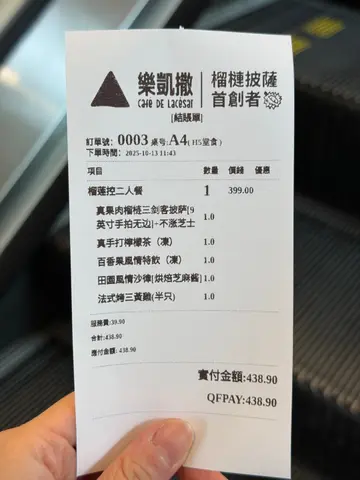 樂凱撒
Cafe DE LACESAR
榴槤披薩
首創者
[結賬單]
訂單號: 0003 桌号:A4(H5堂食)
下單時間: 2025-10-13 11:43
項目 數量 價錢 優惠
榴莲控二人餐 1 399.00
真果肉榴槤三剑客披薩[9 1.0
英寸手拍无边]+不涨芝士
真手打檸檬茶（凍） 1.0
百香果風情特飲（凍） 1.0
田園風情沙律[烘焙芝麻酱] 1.0
法式烤三黃雞(半只) 1.0
服務費:39.90
合計:438.90
應付金額: 438.90
實付金額:438.90
QFPAY:438.90